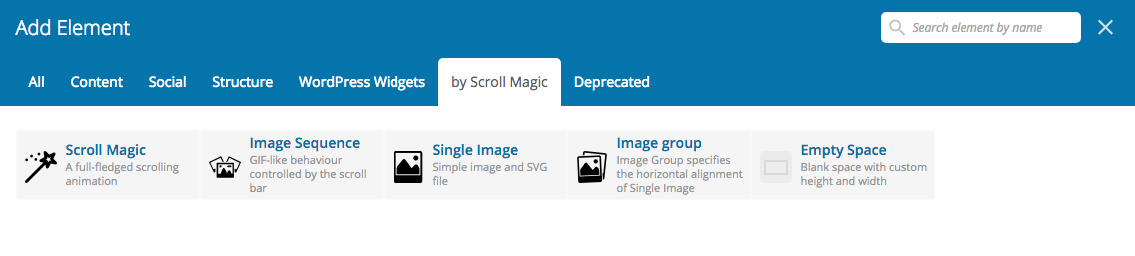 Add Element
Search element by name
All Content Social Structure WordPress Widgets by Scroll Magic Deprecated
Scroll Magic
A full-fledged scrolling
animation
Image Sequence
GIF-like behaviour
controlled by the scroll
bar
Single Image
Simple image and SVG
file
Image group
Image Group specifies
the horizontal alignment
of Single Image
Empty Space
Blank space with custom
height and width